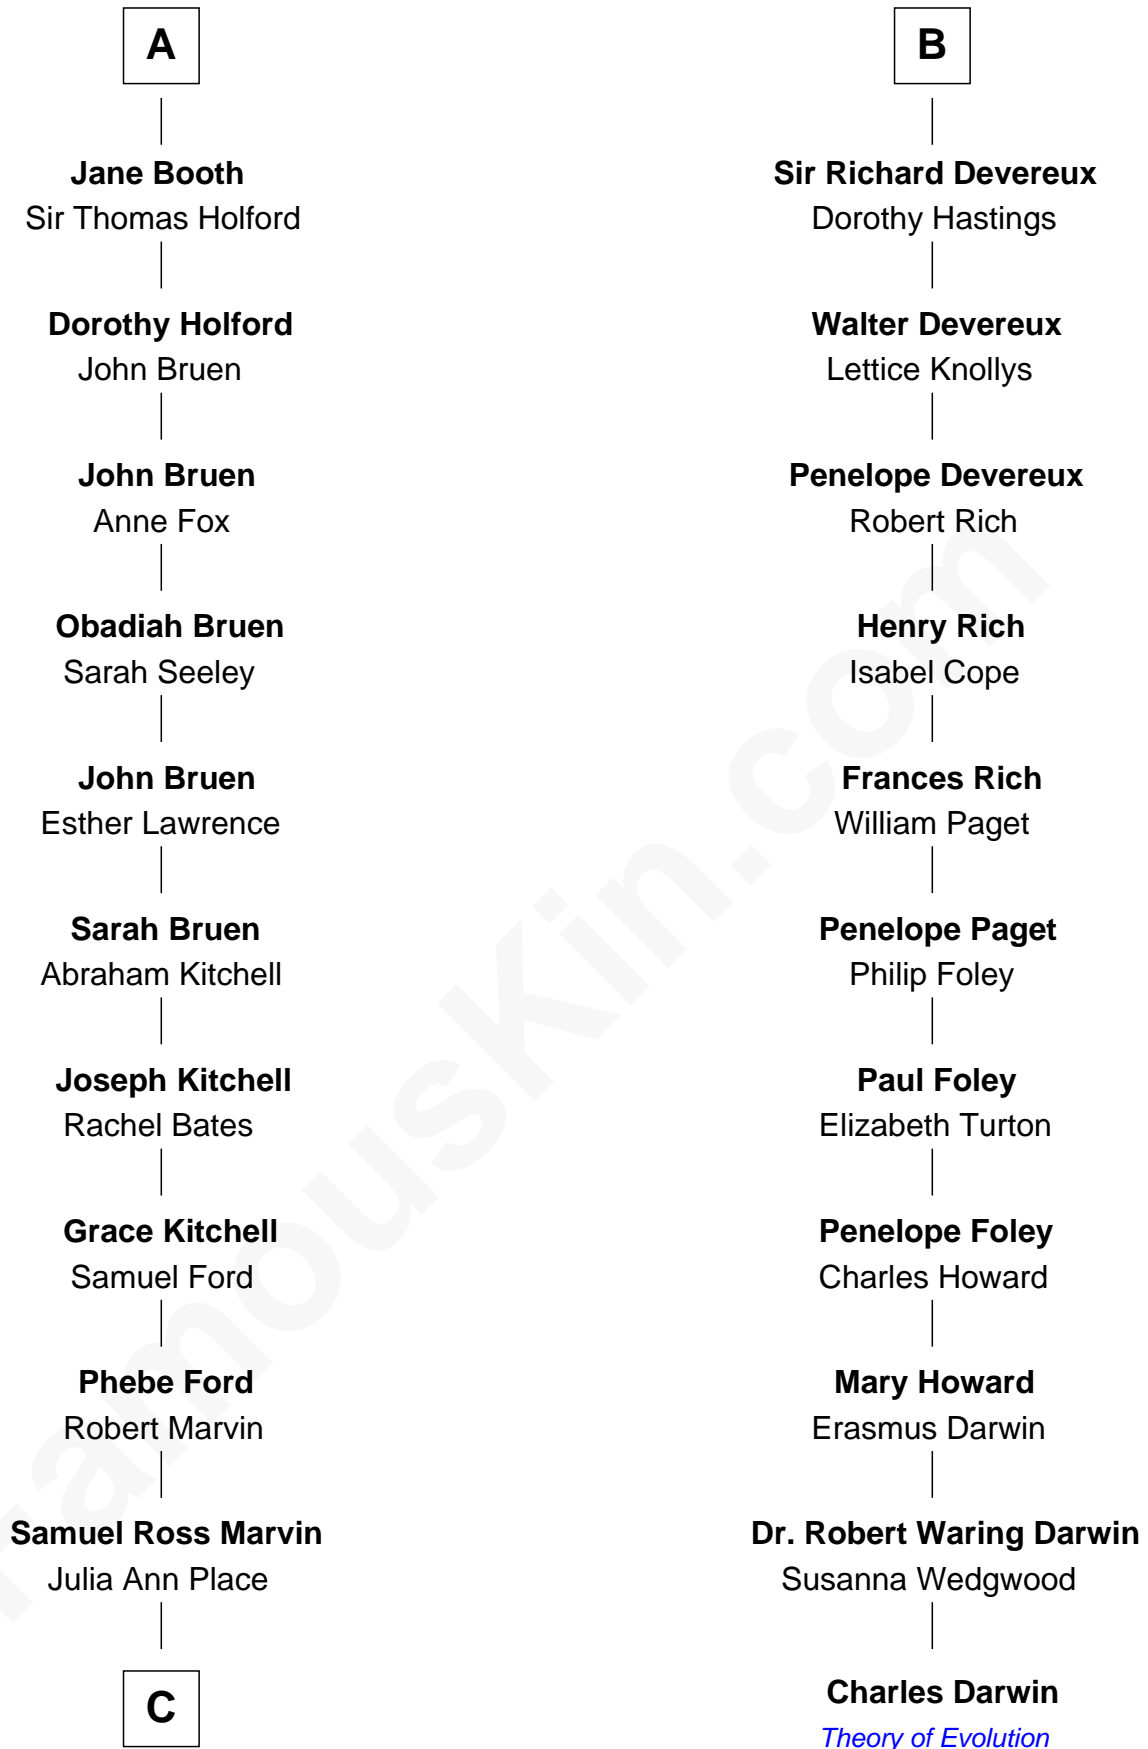 A
Jane Booth
Sir Thomas Holford
Dorothy Holford
John Bruen
John Bruen
Anne Fox
Obadiah Bruen
Sarah Seeley
John Bruen
Esther Lawrence
Sarah Bruen
Abraham Kitchell
Joseph Kitchell
Rachel Bates
Grace Kitchell
Samuel Ford
Phebe Ford
Robert Marvin
Samuel Ross Marvin
Julia Ann Place
C
B
Sir Richard Devereux
Dorothy Hastings
Walter Devereux
Lettice Knollys
Penelope Devereux
Robert Rich
Henry Rich
Isabel Cope
Frances Rich
William Paget
Penelope Paget
Philip Foley
Paul Foley
Elizabeth Turton
Penelope Foley
Charles Howard
Mary Howard
Erasmus Darwin
Dr. Robert Waring Darwin
Susanna Wedgwood
Charles Darwin
Theory of Evolution
FamousKin.com